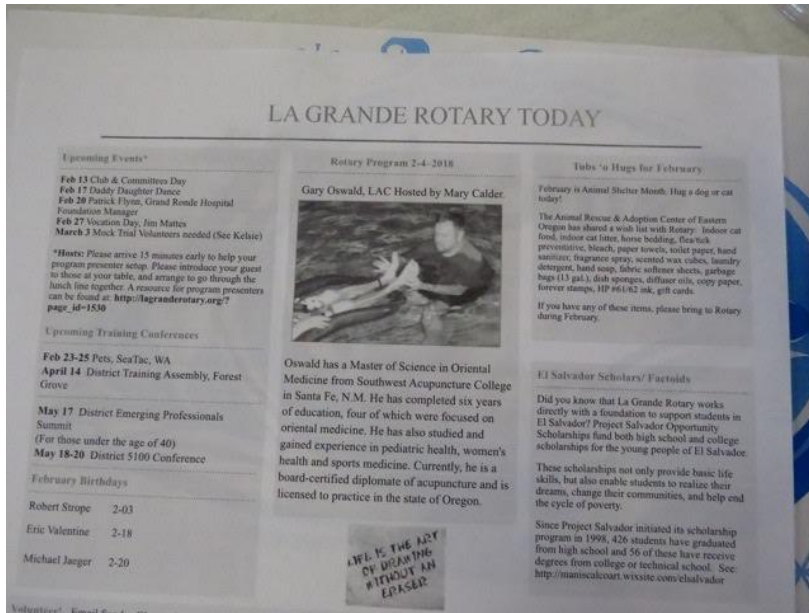 LA GRANDE ROTARY TODAY
Upcoming Events*
Feb 13 Club & Committees Day
Feb 17 Daddy Daughter Dance
Feb 20 Patrick Flynn, Grand Ronde Hospital
Foundation Manager
Feb 27 Vocation Day, Jim Mattes
March 3 Mock Trial Volunteers needed (See Kelsie)
*Hosts: Please arrive 15 minutes early to help your
program presenter setup. Please introduce your guest
to those at your table, and arrange to go through the
lunch line together. A resource for program presenters
can be found at: http://lagranderotary.org/?
page_id=1530
Upcoming Training Conferences
Feb 23-25 Pets, SeaTac, WA
April 14 District Training Assembly, Forest
Grove
May 17 District Emerging Professionals
Summit
(For those under the age of 40)
May 18-20 District 5100 Conference
February Birthdays
Robert Strope 2-03
Eric Valentine 2-18
Michael Jaeger 2-20
Rotary Program 2-4-2018
Gary Oswald, LAC Hosted by Mary Calder.
Oswald has a Master of Science in Oriental
Medicine from Southwest Acupuncture College
in Santa Fe, N.M. He has completed six years
of education, four of which were focused on
oriental medicine. He has also studied and
gained experience in pediatric health, women's
health and sports medicine. Currently, he is a
board-certified diplomate of acupuncture and is
licensed to practice in the state of Oregon.
LIFE IS THE ART
OF DRAWING
WITHOUT AN
ERASER
Tubs 'o Hugs for February
February is Animal Shelter Month. Hug a dog or cat
today!
The Animal Rescue & Adoption Center of Eastern
Oregon has shared a wish list with Rotary: Indoor cat
food, indoor cat litter, horse bedding, flea/tick
preventative, bleach, paper towels, toilet paper, hand
sanitizer, fragrance spray, scented wax cubes, laundry
detergent, hand soap, fabric softener sheets, garbage
bags (13 gal.), dish sponges, diffuser oils, copy paper,
forever stamps, HP #61/62 ink, gift cards.
If you have any of these items, please bring to Rotary
during February.
El Salvador Scholars/ Factoids
Did you know that La Grande Rotary works
directly with a foundation to support students in
El Salvador? Project Salvador Opportunity
Scholarships fund both high school and college
scholarships for the young people of El Salvador.
These scholarships not only provide basic life
skills, but also enable students to realize their
dreams, change their communities, and help end
the cycle of poverty.
Since Project Salvador initiated its scholarship
program in 1998, 426 students have graduated
from high school and 56 of these have receive
degrees from college or technical school. See:
http://maniscalcoart.wixsite.com/elsalvador